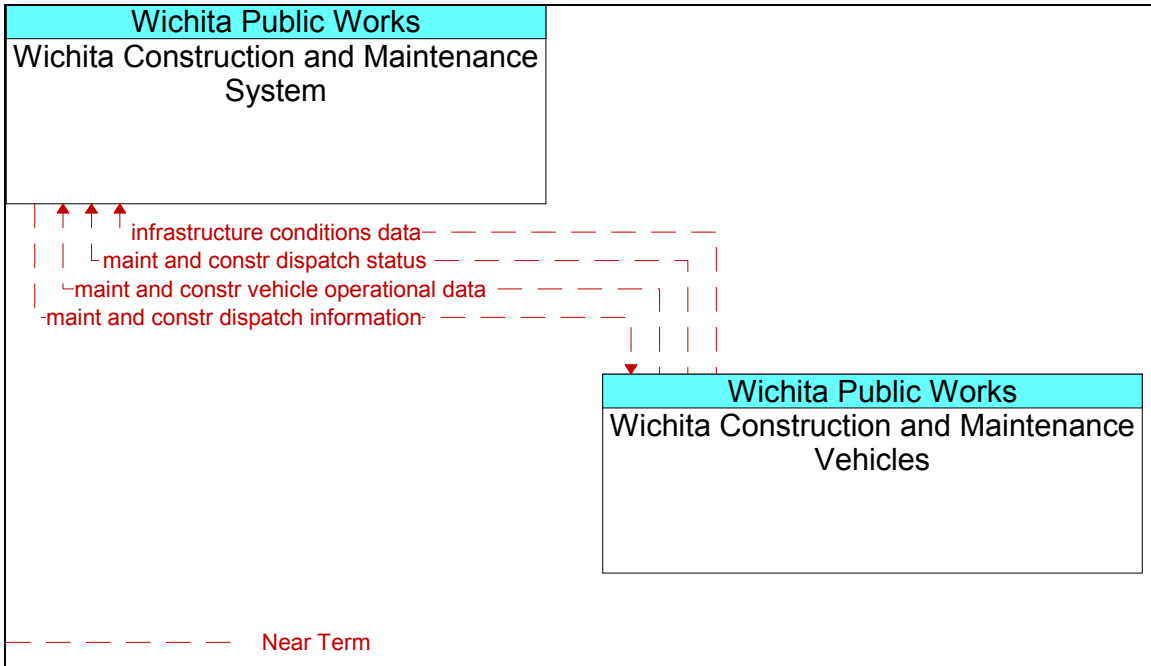 Wichita Public Works
Wichita Construction and Maintenance
System
infrastructure conditions data
maint and constr dispatch status
maint and constr vehicle operational data
maint and constr dispatch information
Wichita Public Works
Wichita Construction and Maintenance
Vehicles
Near Term